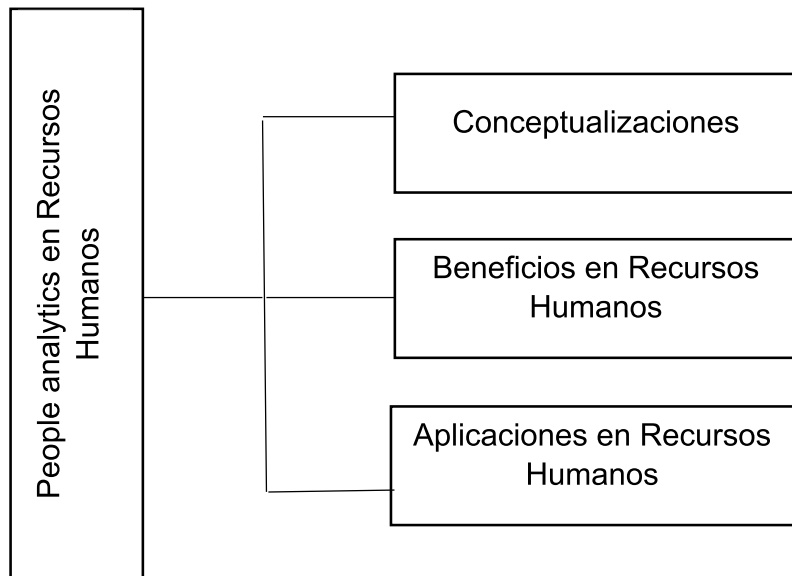 People analytics en Recursos
Humanos
Conceptualizaciones
Beneficios en Recursos
Humanos
Aplicaciones en Recursos
Humanos